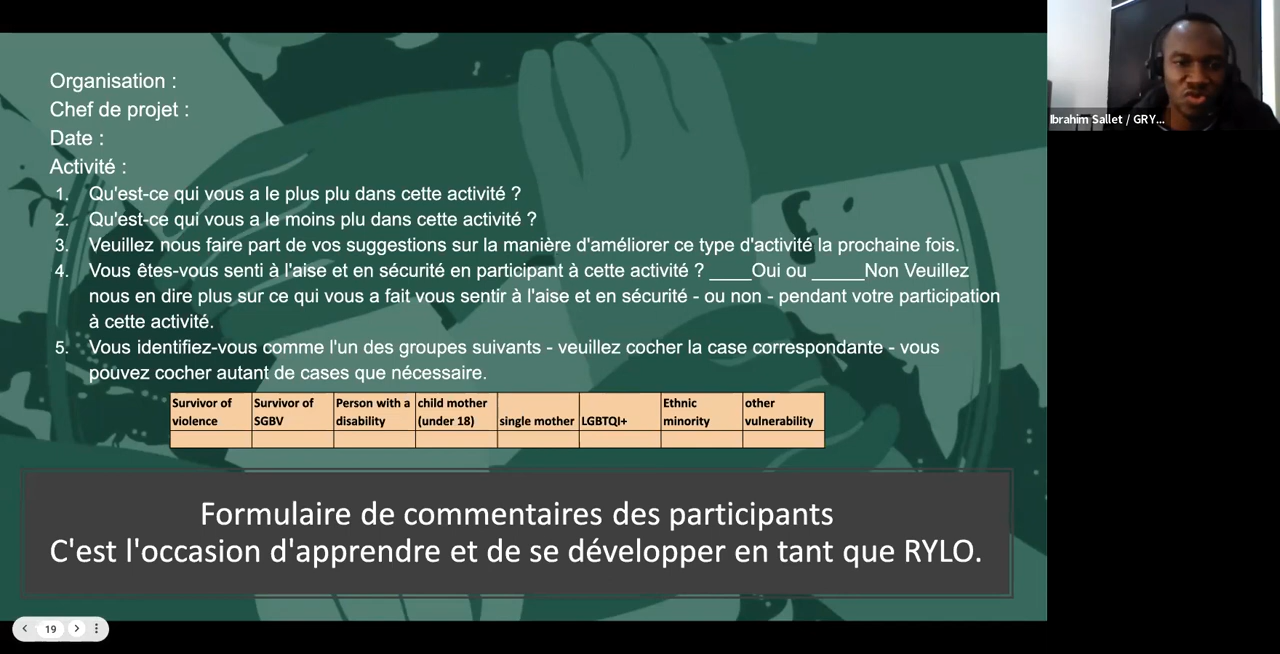 Organisation :
Chef de projet :
Date :
Activité :
1. Qu'est-ce qui vous a le plus plu dans cette activité ?
2. Qu'est-ce qui vous a le moins plu dans cette activité ?
3. Veuillez nous faire part de vos suggestions sur la manière d'améliorer ce type d'activité la prochaine fois.
4. Vous êtes-vous senti à l'aise et en sécurité en participant à cette activité ? ____Oui ou _____Non Veuillez
nous en dire plus sur ce qui vous a fait vous sentir à l'aise et en sécurité - ou non - pendant votre participation
à cette activité.
5. Vous identifiez-vous comme l'un des groupes suivants - veuillez cocher la case correspondante - vous
pouvez cocher autant de cases que nécessaire.
Survivor of violence
Survivor of SGBV
Person with a disability
child mother (under 18)
single mother
LGBTQI+
Ethnic minority
other vulnerability
Formulaire de commentaires des participants
C'est l'occasion d'apprendre et de se développer en tant que RYLO.
19
Ibrahim Sallet / GRY...